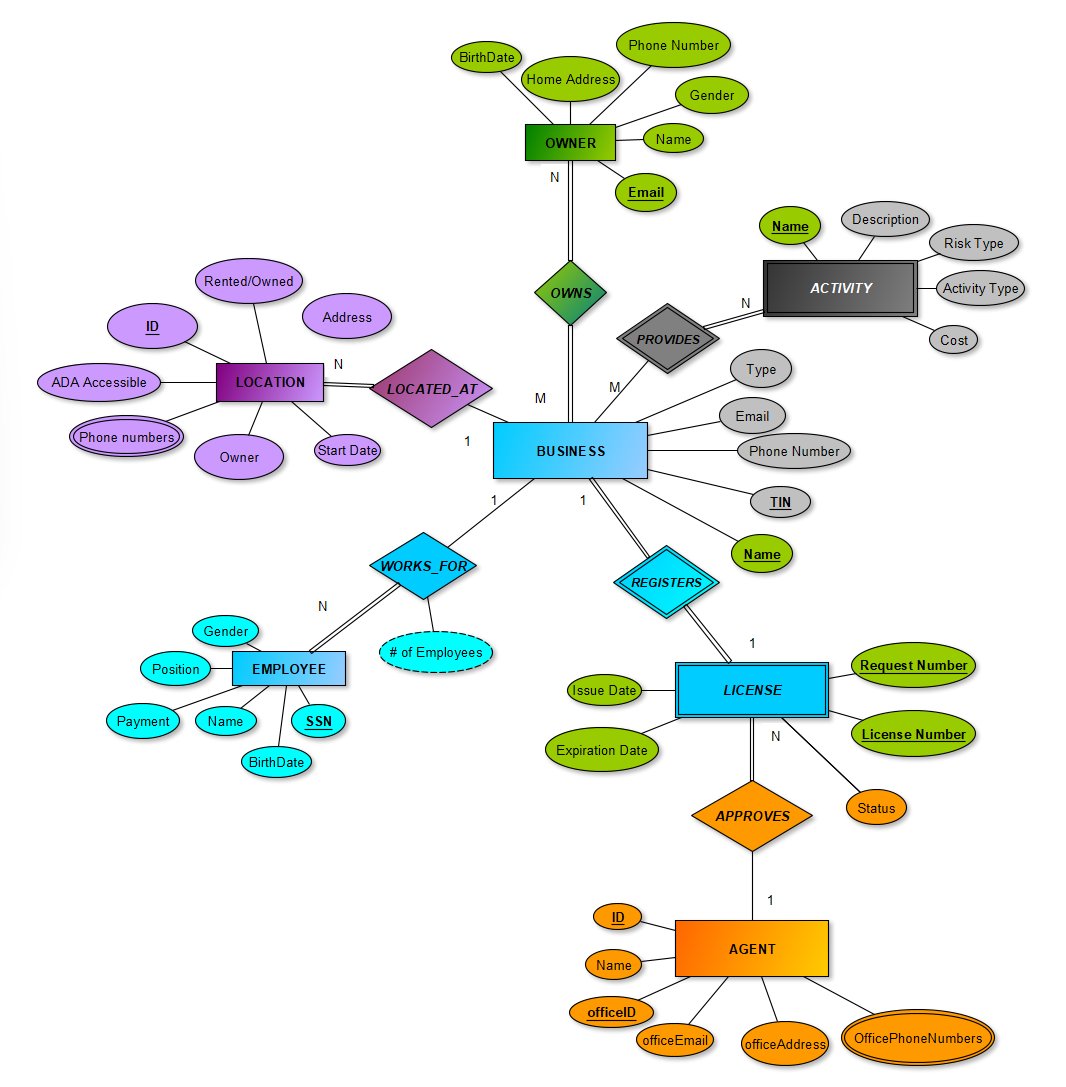 Phone Number
BirthDate
Home Address
Gender
OWNER
Name
N
Email
Name
Description
Risk Type
Rented/Owned
ACTIVITY
Activity Type
OWNS
N
Address
ID
PROVIDES
Cost
N
Type
ADA Accessible
LOCATION
LOCATED_AT
M
M
Email
Phone numbers
1
Start Date
BUSINESS
Phone Number
Owner
1
1
TIN
Name
WORKS_FOR
REGISTERS
N
Gender
1
# of Employees
Position
EMPLOYEE
Request Number
Issue Date
LICENSE
Payment
Name
SSN
License Number
N
Expiration Date
BirthDate
Status
APPROVES
1
ID
AGENT
Name
officeID
officeEmail
officeAddress
OfficePhoneNumbers